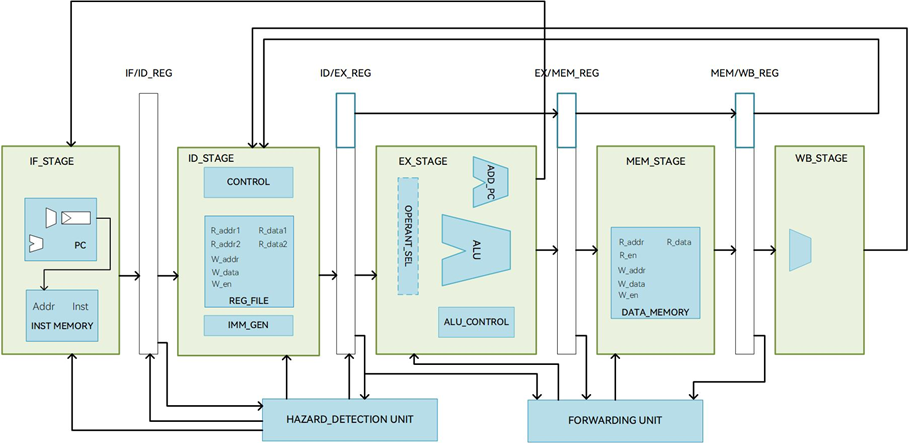 IF/ID_REG
ID/EX_REG
EX/MEM_REG
MEM/WB_REG
IF_STAGE
PC
Addr Inst
INST MEMORY
ID_STAGE
CONTROL
R_addr1 R_data1
R_addr2 R_data2
W_addr
W_data
W_en
REG_FILE
IMM_GEN
EX_STAGE
OPERANT_SEL
ADD_PC
ALU
ALU_CONTROL
MEM_STAGE
R_addr R_data
R_en
W_addr
W_data
W_en
DATA_MEMORY
WB_STAGE
HAZARD_DETECTION UNIT
FORWARDING UNIT